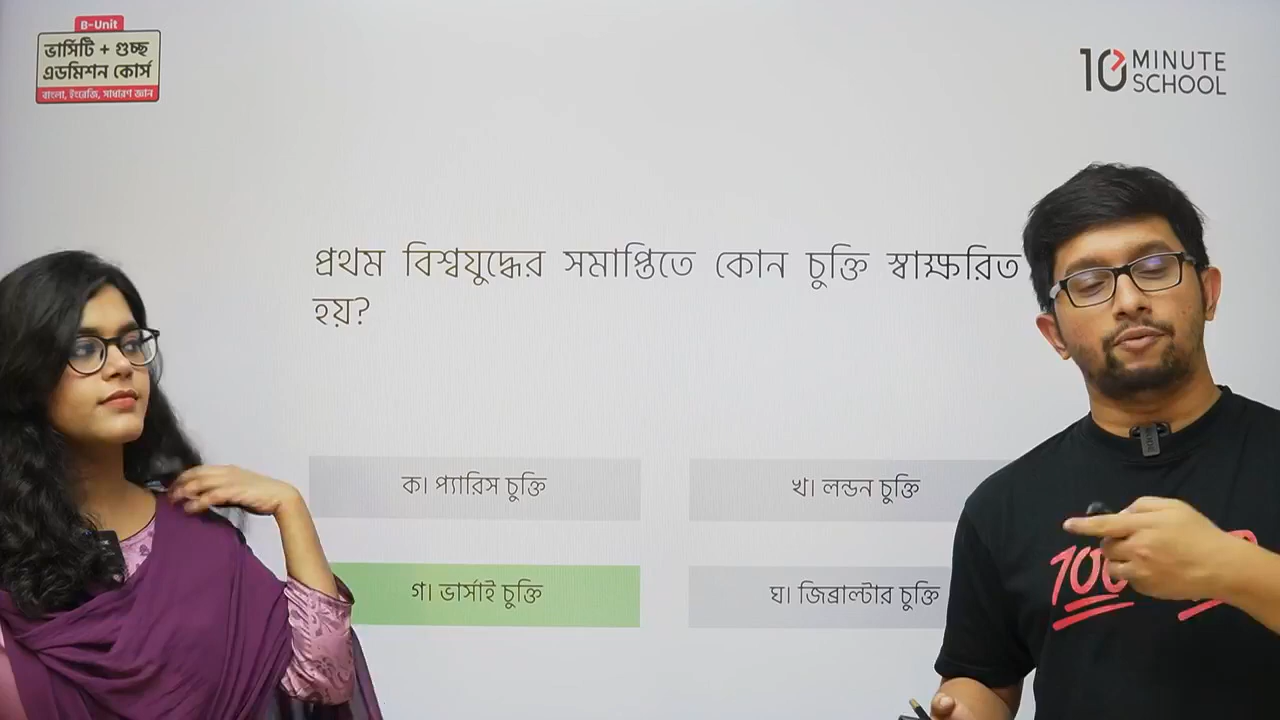 B-Unit
ভার্সিটি + গুচ্ছ
এডমিশন কোর্স
বাংলা, ইংরেজি, সাধারণ জ্ঞান
10 MINUTE
SCHOOL
প্রথম বিশ্বযুদ্ধের সমাপ্তিতে কোন চুক্তি স্বাক্ষরিত
হয়?
ক। প্যারিস চুক্তি
খ। লন্ডন চুক্তি
গ। ভার্সাই চুক্তি
ঘ। জিব্রাল্টার চুক্তি
100